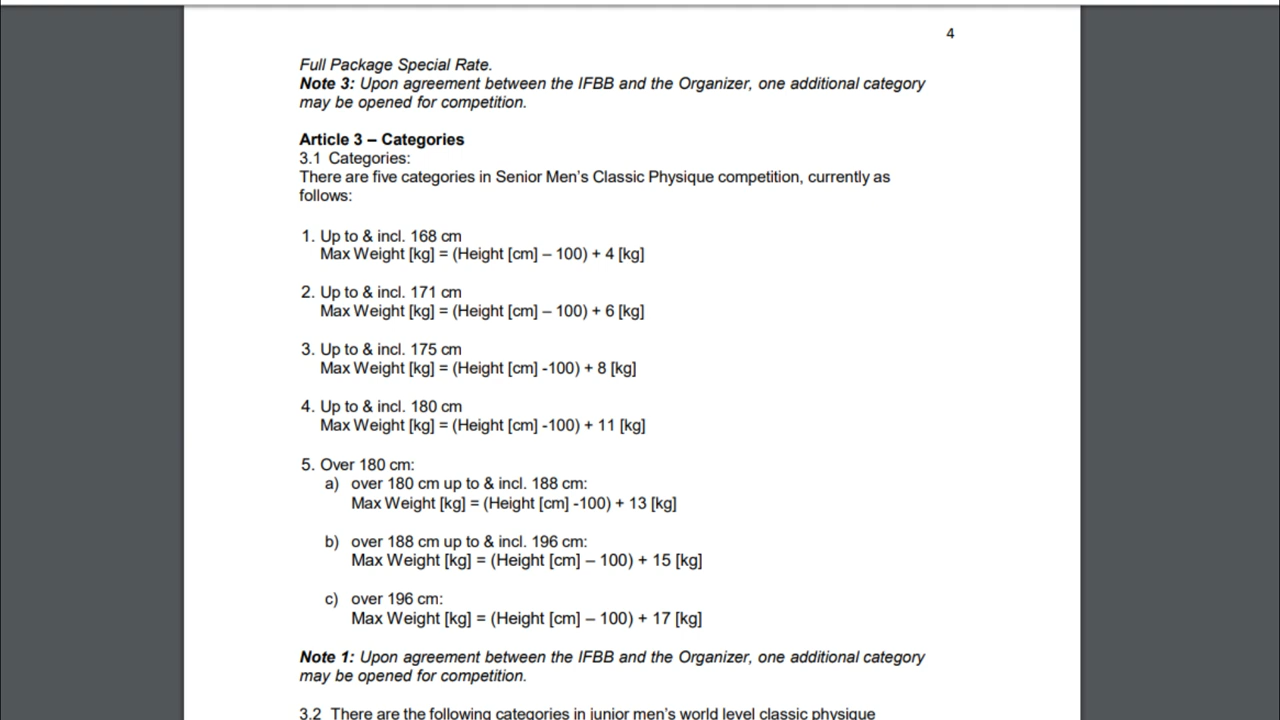 4
Full Package Special Rate.
Note 3: Upon agreement between the IFBB and the Organizer, one additional category
may be opened for competition.
Article 3 – Categories
3.1 Categories:
There are five categories in Senior Men's Classic Physique competition, currently as
follows:
1. Up to & incl. 168 cm
Max Weight [kg] = (Height [cm] – 100) + 4 [kg]
2. Up to & incl. 171 cm
Max Weight [kg] = (Height [cm] – 100) + 6 [kg]
3. Up to & incl. 175 cm
Max Weight [kg] = (Height [cm] -100) + 8 [kg]
4. Up to & incl. 180 cm
Max Weight [kg] = (Height [cm] -100) + 11 [kg]
5. Over 180 cm:
a) over 180 cm up to & incl. 188 cm:
Max Weight [kg] = (Height [cm] -100) + 13 [kg]
b) over 188 cm up to & incl. 196 cm:
Max Weight [kg] = (Height [cm] – 100) + 15 [kg]
c) over 196 cm:
Max Weight [kg] = (Height [cm] – 100) + 17 [kg]
Note 1: Upon agreement between the IFBB and the Organizer, one additional category
may be opened for competition.
3.2 There are the following categories in junior men's world level classic physique